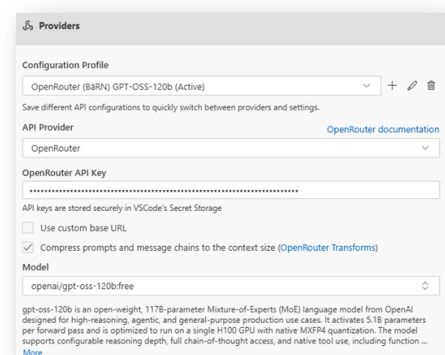 Providers
Configuration Profile
OpenRouter (BäRN) GPT-OSS-120b (Active)
Save different API configurations to quickly switch between providers and settings.
API Provider
OpenRouter documentation
OpenRouter
OpenRouter API Key
••••••••••••••••••••••••••••••••••••••••••••••••••••••••••••••••••••••••••
API keys are stored securely in VSCode's Secret Storage
Use custom base URL
Compress prompts and message chains to the context size (OpenRouter Transforms)
Model
openai/gpt-oss-120b:free
gpt-oss-120b is an open-weight, 117B-parameter Mixture-of-Experts (MoE) language model from OpenAI
designed for high-reasoning, agentic, and general-purpose production use cases. It activates 5.1B parameters
per forward pass and is optimized to run on a single H100 GPU with native MXFP4 quantization. The model
supports configurable reasoning depth, full chain-of-thought access, and native tool use, including function ...
More